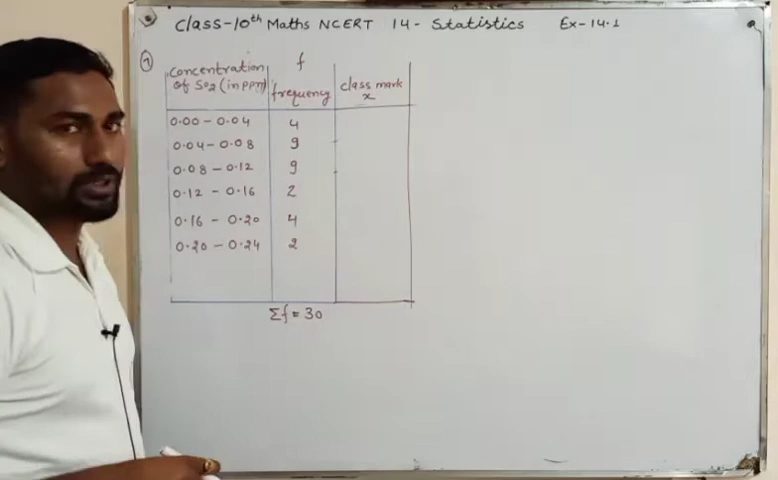 Class-10th Maths NCERT 14- Statistics Ex-14.1
7
Concentration of SO2 (in PPM) f frequency class mark x
0.00 - 0.04 4
0.04 - 0.08 9
0.08 - 0.12 9
0.12 - 0.16 2
0.16 - 0.20 4
0.20 - 0.24 2
Σf = 30